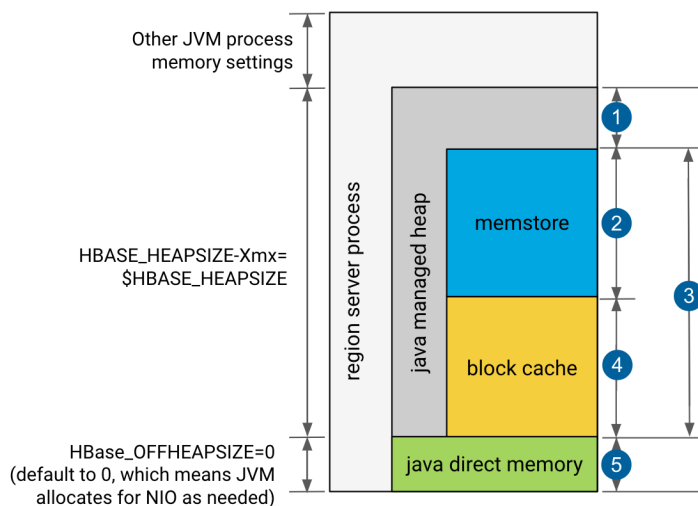 Other JVM process
memory settings
1
memstore
2
HBASE_HEAPSIZE-Xmx=
$HBASE_HEAPSIZE
region server process
java managed heap
3
block cache
4
HBase_OFFHEAPSIZE=0
(default to 0, which means JVM
allocates for NIO as needed)
java direct memory
5